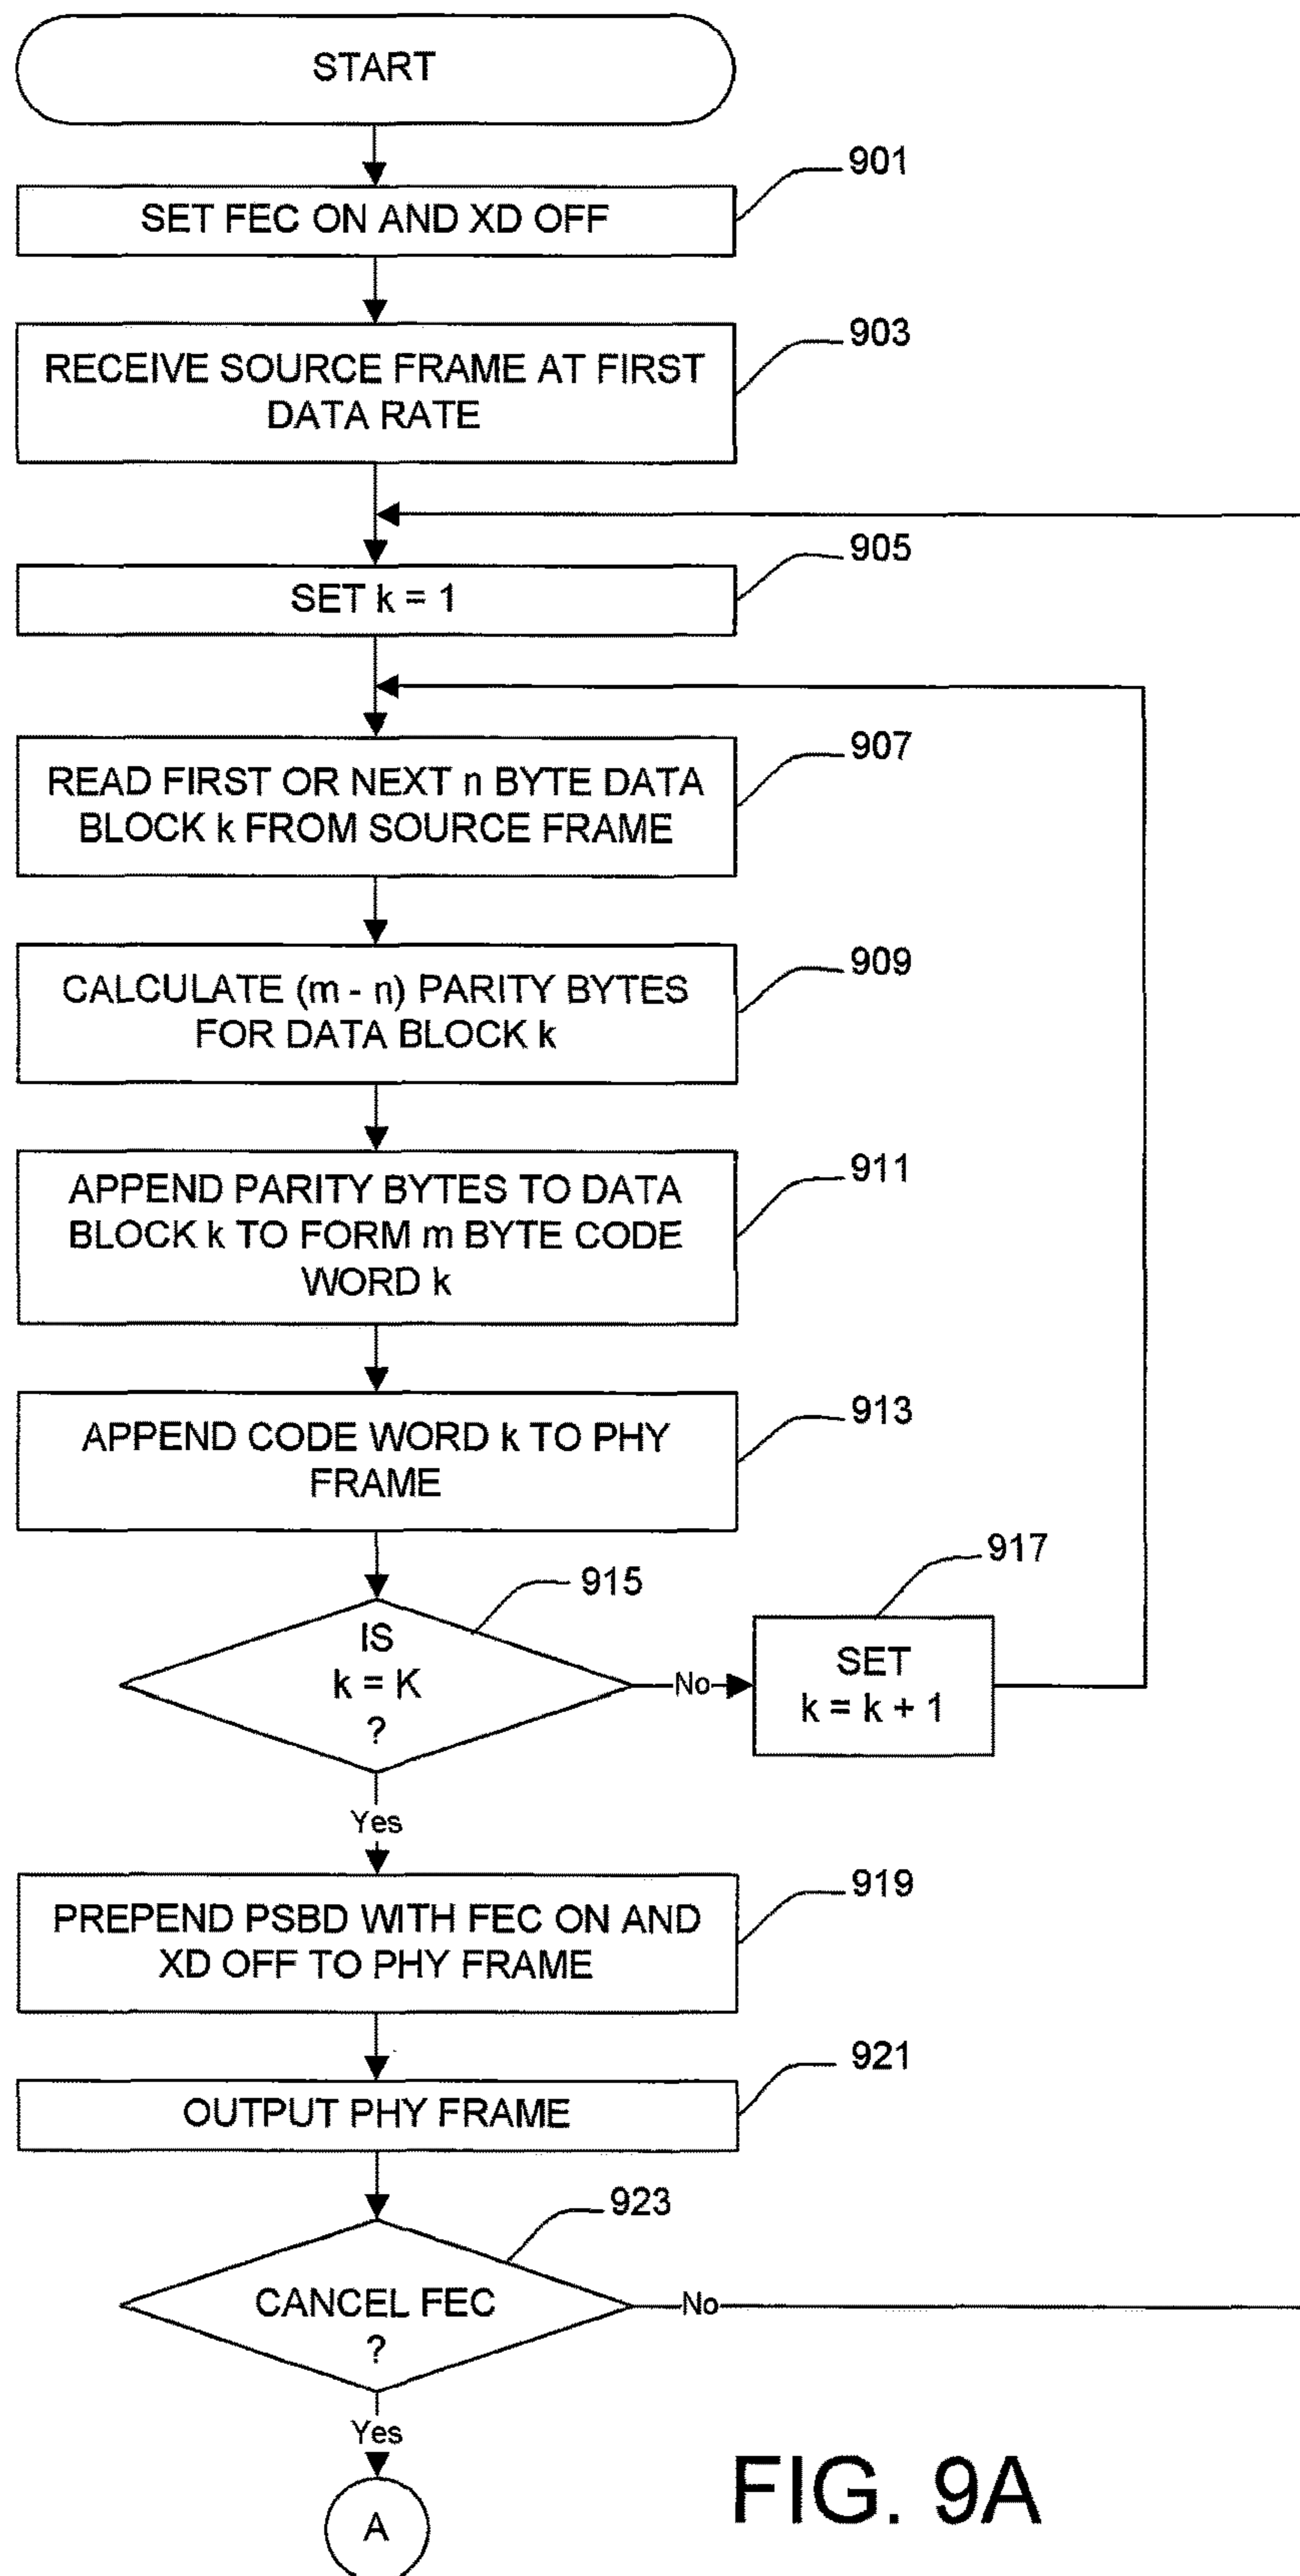 START
901
SET FEC ON AND XD OFF
903
RECEIVE SOURCE FRAME AT FIRST
DATA RATE
905
SET k = 1
907
READ FIRST OR NEXT n BYTE DATA
BLOCK k FROM SOURCE FRAME
909
CALCULATE (m - n) PARITY BYTES
FOR DATA BLOCK k
911
APPEND PARITY BYTES TO DATA
BLOCK k TO FORM m BYTE CODE
WORD k
913
APPEND CODE WORD k TO PHY
FRAME
915
IS
k = K
?
No
917
SET
k = k + 1
Yes
919
PREPEND PSBD WITH FEC ON AND
XD OFF TO PHY FRAME
921
OUTPUT PHY FRAME
923
CANCEL FEC
?
No
Yes
A
FIG. 9A